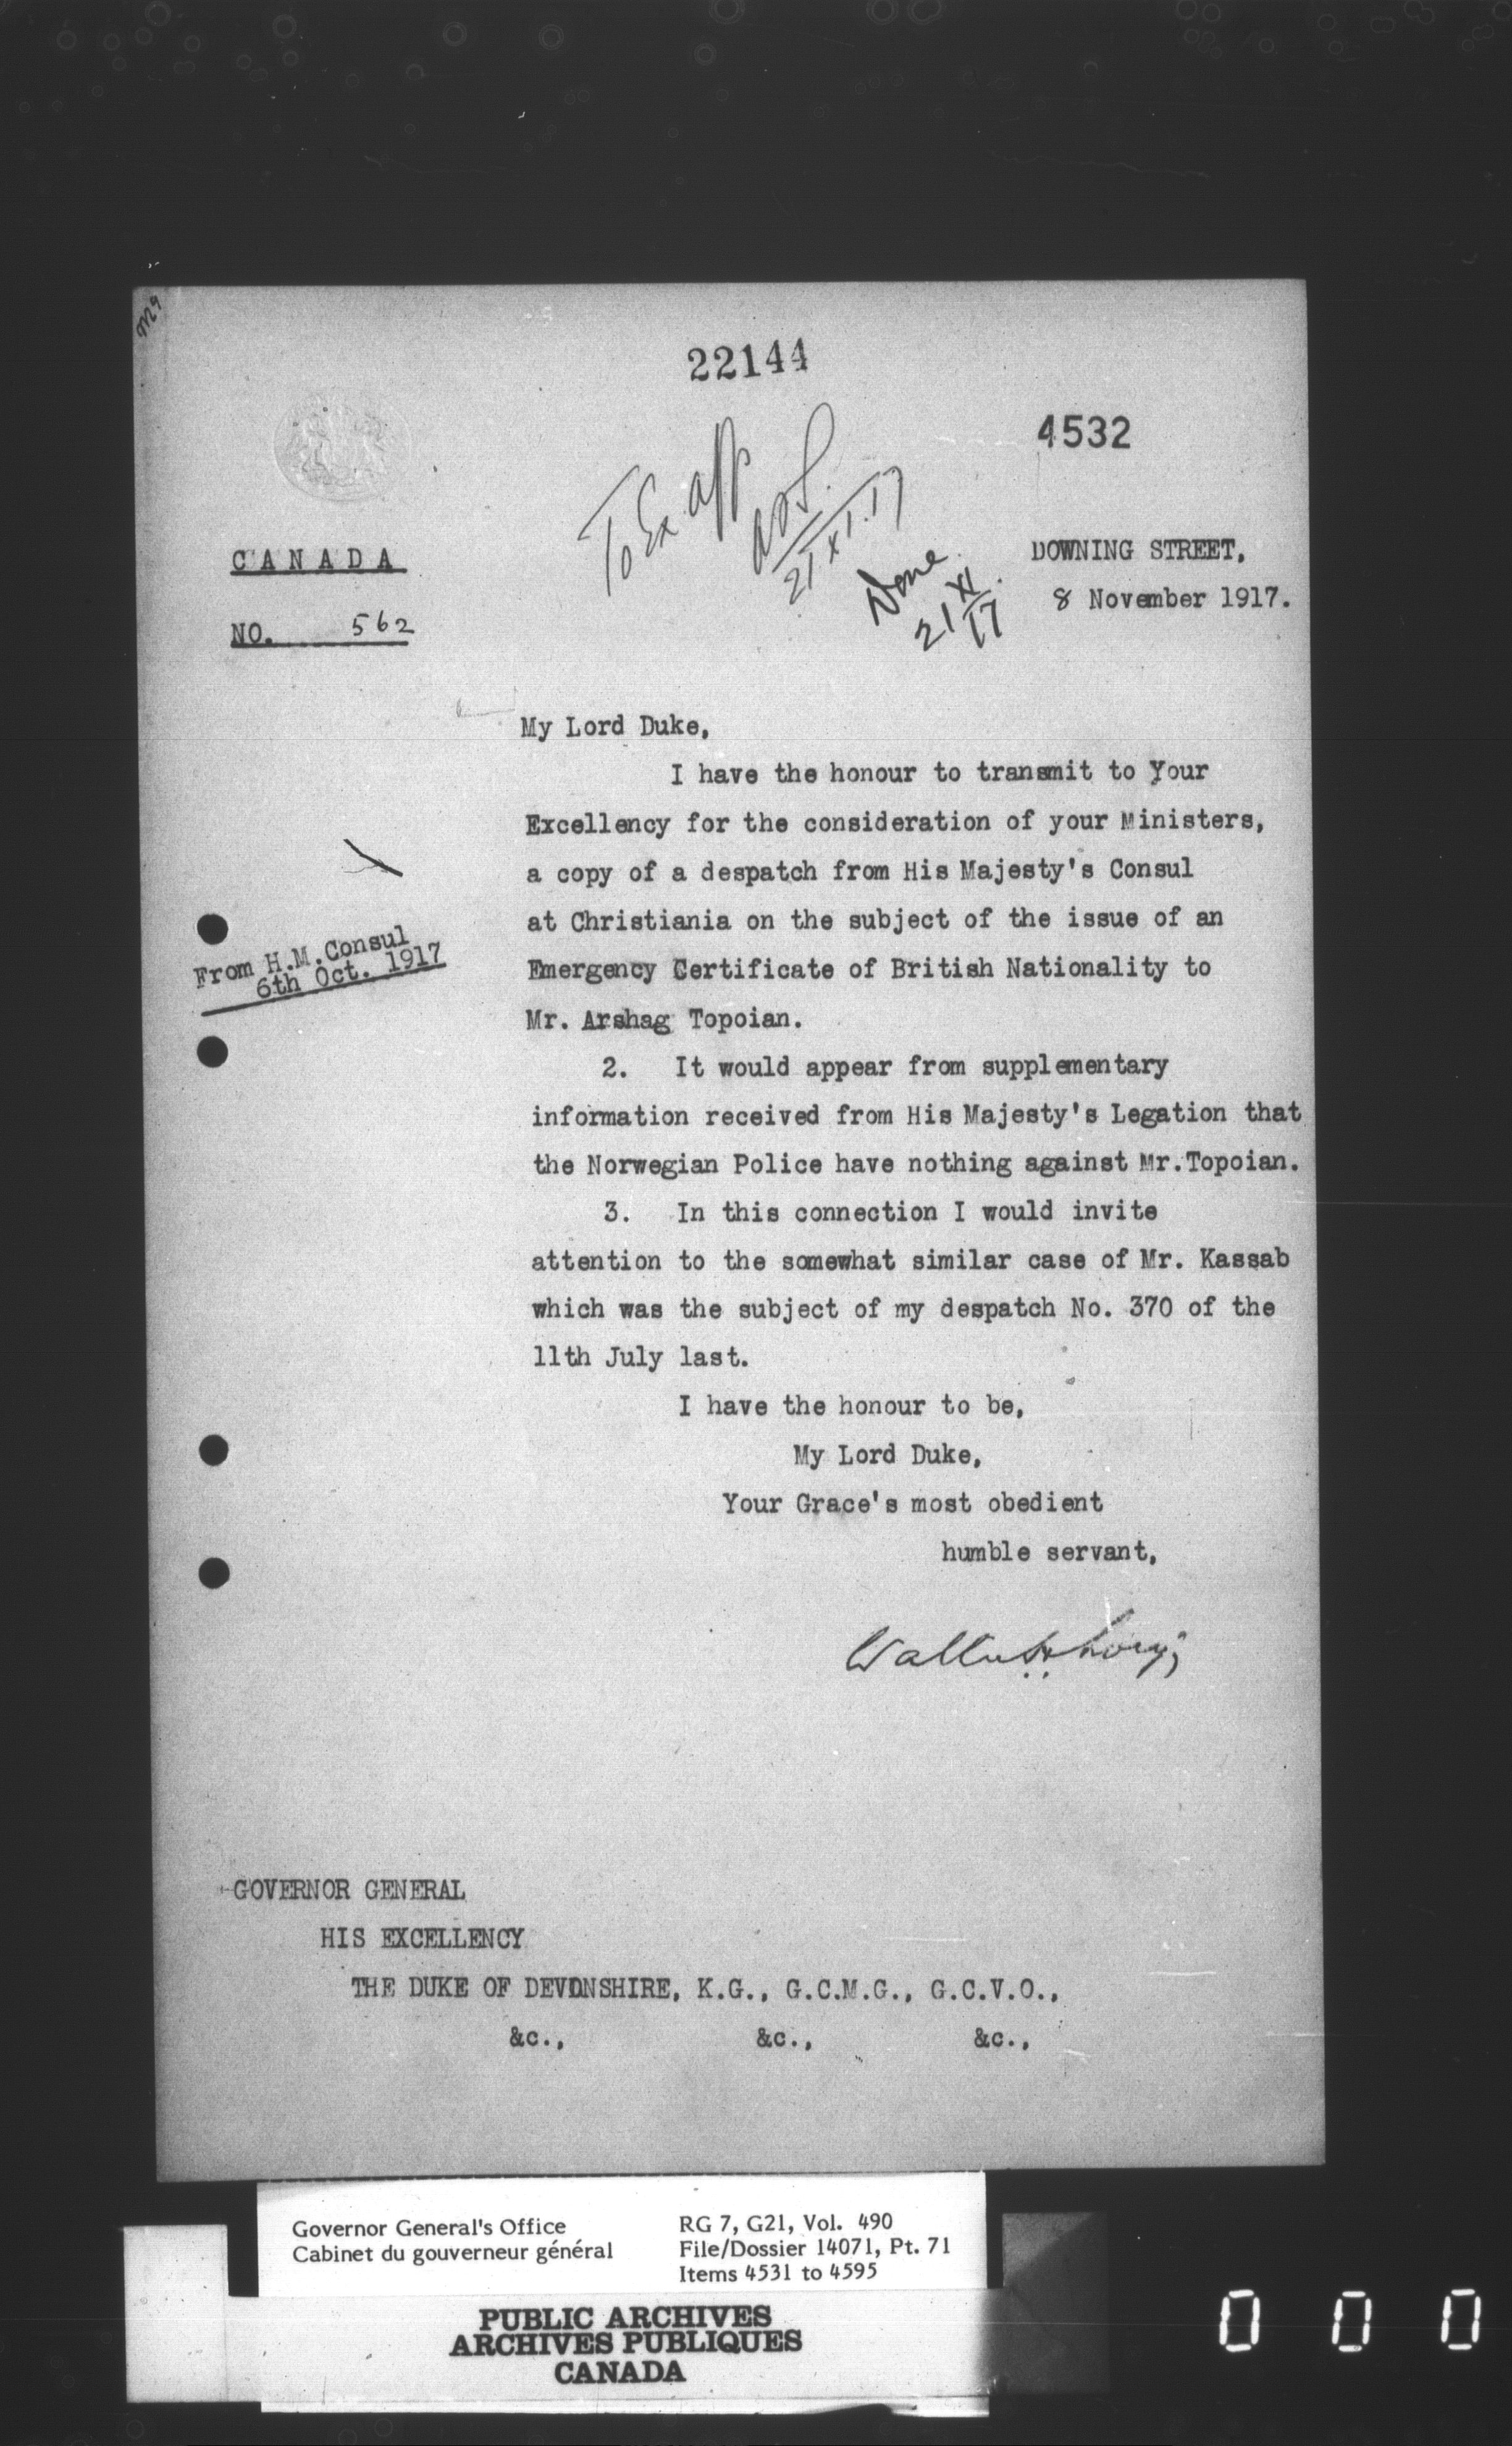 22144
4532
To Ex aff
21.XI.17
Done
21 XI 17
CANADA
NO. 562
DOWNING STREET,
8 November 1917.
My Lord Duke,
I have the honour to transmit to Your
Excellency for the consideration of your Ministers,
a copy of a despatch from His Majesty's Consul
at Christiania on the subject of the issue of an
Emergency Certificate of British Nationality to
Mr. Arshag Topoian.
From H.M.Consul
6th Oct. 1917
2. It would appear from supplementary
information received from His Majesty's Legation that
the Norwegian Police have nothing against Mr.Topoian.
3. In this connection I would invite
attention to the somewhat similar case of Mr. Kassab
which was the subject of my despatch No. 370 of the
11th July last.
I have the honour to be,
My Lord Duke,
Your Grace's most obedient
humble servant,
Walter H Long
GOVERNOR GENERAL
HIS EXCELLENCY
THE DUKE OF DEVONSHIRE, K.G., G.C.M.G., G.C.V.O.,
&c., &c., &c.,
Governor General's Office
Cabinet du gouverneur général
RG 7, G21, Vol. 490
File/Dossier 14071, Pt. 71
Items 4531 to 4595
PUBLIC ARCHIVES
ARCHIVES PUBLIQUES
CANADA
0 0 0